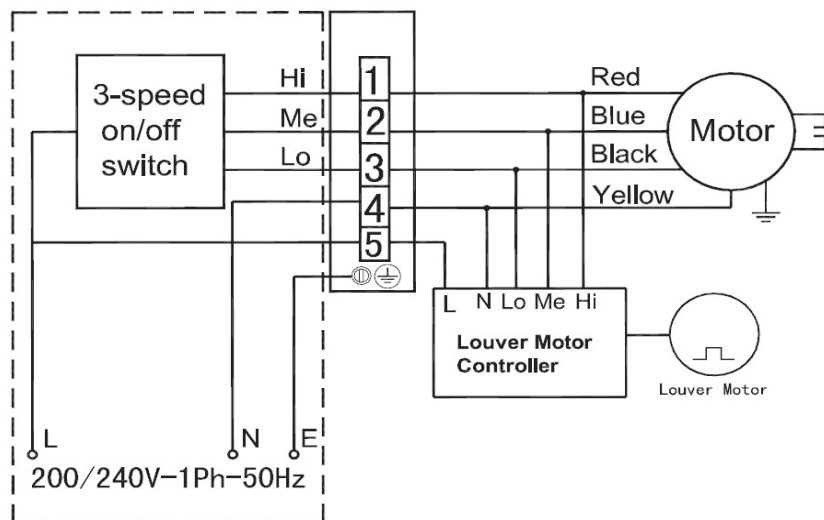 3-speed
on/off
switch
Hi
Me
Lo
1
2
3
4
5
Red
Blue
Black
Yellow
Motor
L N Lo Me Hi
Louver Motor
Controller
Louver Motor
L N E
200/240V-1Ph-50Hz